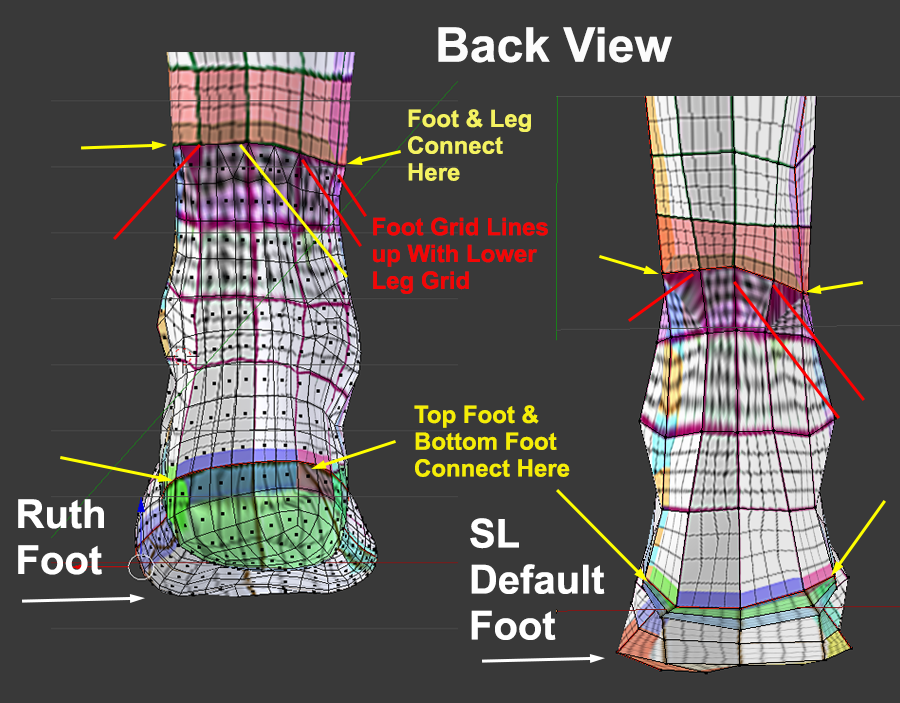 Back View
Foot & Leg
Connect
Here
Foot Grid Lines
up With Lower
Leg Grid
Top Foot &
Bottom Foot
Connect Here
Ruth
Foot
SL
Default
Foot